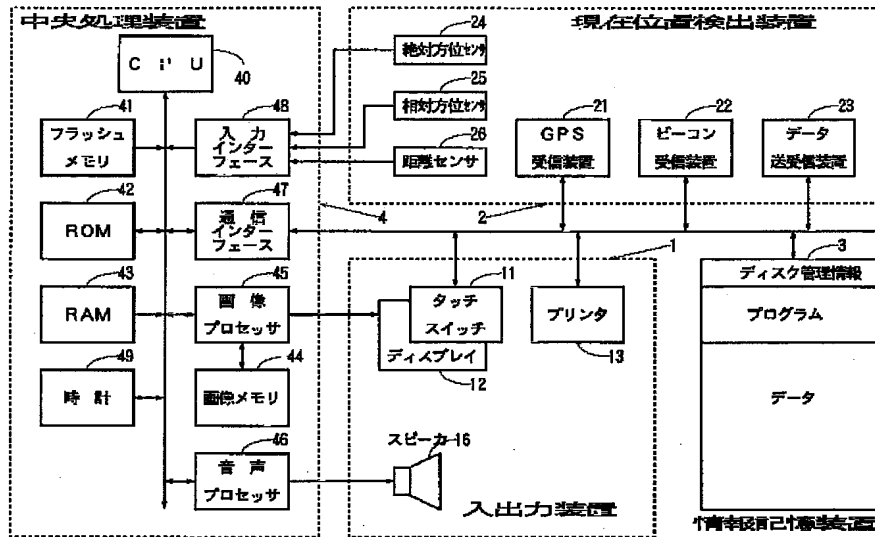 中央処理装置
CPU
40
41
フラッシュ
メモリ
42
ROM
43
RAM
49
時計
48
入力
インター
フェース
47
通信
インター
フェース
45
画像
プロセッサ
44
画像メモリ
46
音声
プロセッサ
4
現在位置検出装置
24
絶対方位センサ
25
相対方位センサ
26
距離センサ
21
GPS
受信装置
22
ビーコン
受信装置
23
データ
送受信装置
2
1
11
タッチ
スイッチ
ディスプレイ
12
プリンタ
13
スピーカ
16
入出力装置
3
ディスク管理情報
プログラム
データ
情報記憶装置